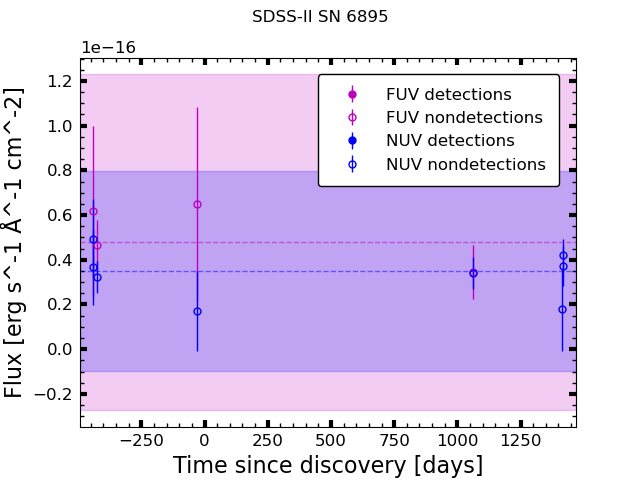 SDSS-II SN 6895
1e−16
FUV detections
FUV nondetections
NUV detections
NUV nondetections
1.2
1.0
0.8
0.6
0.4
0.2
0.0
−0.2
Flux [erg s^-1 Å^-1 cm^-2]
−250
0
250
500
750
1000
1250
Time since discovery [days]